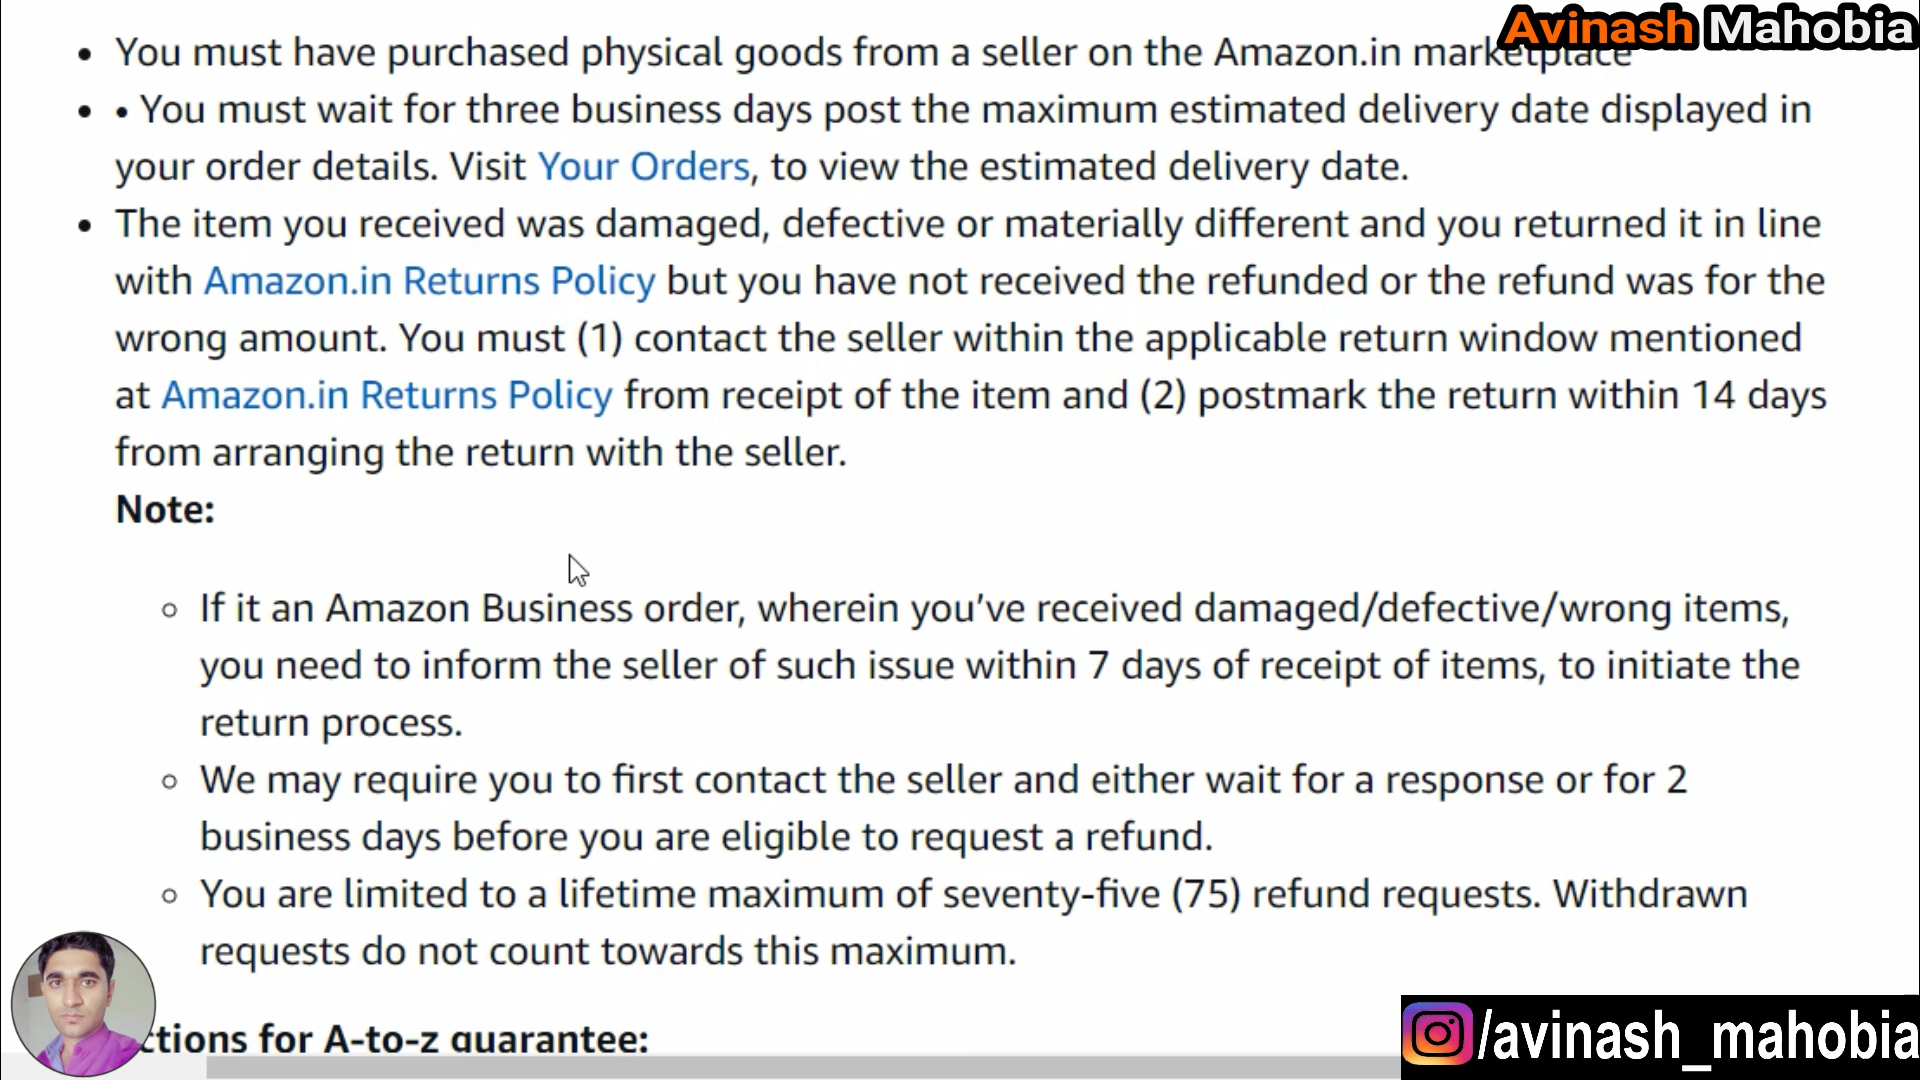 Avinash Mahobia
• You must have purchased physical goods from a seller on the Amazon.in marketplace
• • You must wait for three business days post the maximum estimated delivery date displayed in
your order details. Visit Your Orders, to view the estimated delivery date.
• The item you received was damaged, defective or materially different and you returned it in line
with Amazon.in Returns Policy but you have not received the refunded or the refund was for the
wrong amount. You must (1) contact the seller within the applicable return window mentioned
at Amazon.in Returns Policy from receipt of the item and (2) postmark the return within 14 days
from arranging the return with the seller.
Note:
○ If it an Amazon Business order, wherein you’ve received damaged/defective/wrong items,
you need to inform the seller of such issue within 7 days of receipt of items, to initiate the
return process.
○ We may require you to first contact the seller and either wait for a response or for 2
business days before you are eligible to request a refund.
○ You are limited to a lifetime maximum of seventy-five (75) refund requests. Withdrawn
requests do not count towards this maximum.
for A-to-z guarantee:
/avinash_mahobia